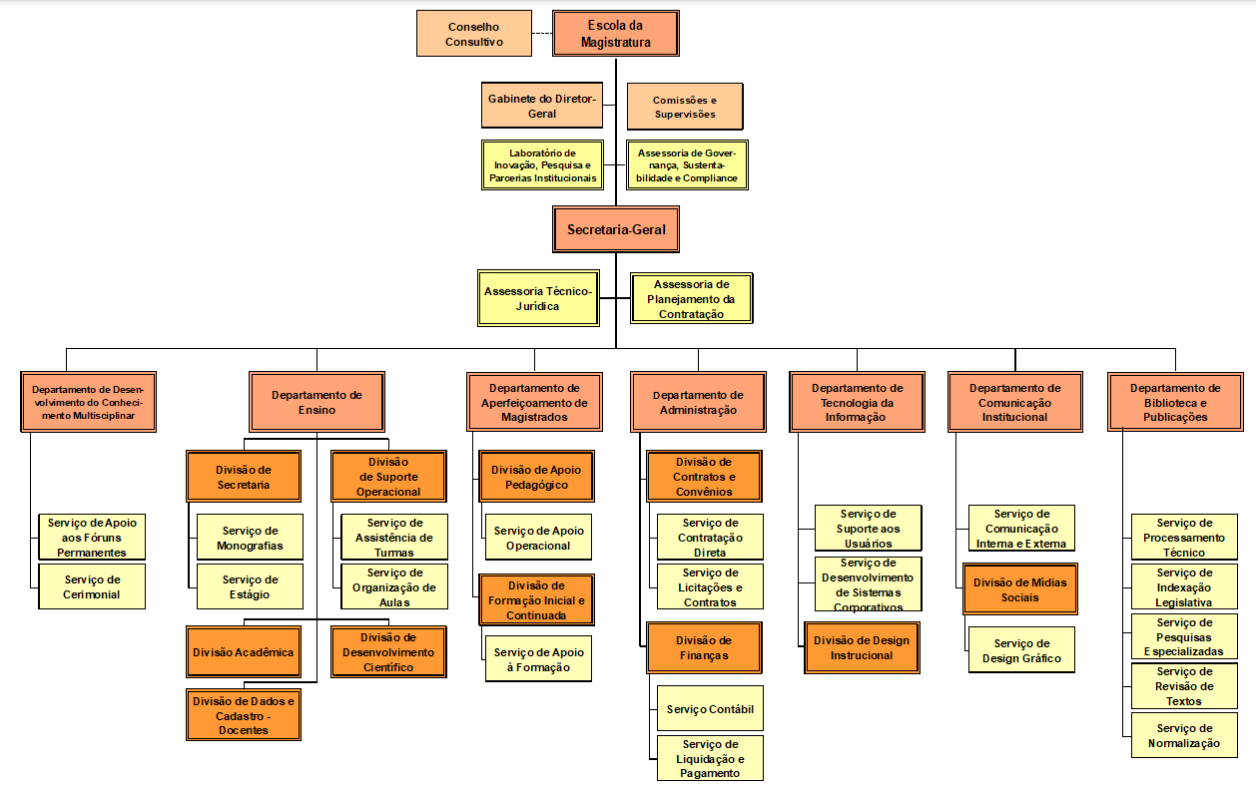 Conselho
Consultivo
Escola da
Magistratura
Gabinete do Diretor-
Geral
Comissões e
Supervisões
Laboratório de
Inovação, Pesquisa e
Parcerias Institucionais
Assessoria de Gover-
nança, Sustenta-
bilidade e Compliance
Secretaria-Geral
Assessoria Técnico-
Jurídica
Assessoria de
Planejamento da
Contratação
Departamento de Desen-
volvimento do Conheci-
mento Multisciplinar
Departamento de
Ensino
Departamento de
Aperfeiçoamento de
Magistrados
Departamento de
Administração
Departamento de
Tecnologia da
Informação
Departamento de
Comunicação
Institucional
Departamento de
Biblioteca e
Publicações
Serviço de Apoio
aos Fóruns
Permanentes
Serviço de
Cerimonial
Divisão de
Secretaria
Serviço de
Monografias
Serviço de
Estágio
Divisão
de Suporte
Operacional
Serviço de
Assistência de
Turmas
Serviço de
Organização de
Aulas
Divisão Acadêmica
Divisão de
Desenvolvimento
Científico
Divisão de Dados e
Cadastro -
Docentes
Divisão de Apoio
Pedagógico
Serviço de Apoio
Operacional
Divisão de
Formação Inicial e
Continuada
Serviço de Apoio
à Formação
Divisão de
Contratos e
Convênios
Serviço de
Contratação
Direta
Serviço de
Licitações e
Contratos
Divisão de
Finanças
Serviço Contábil
Serviço de
Liquidação e
Pagamento
Serviço de
Suporte aos
Usuários
Serviço de
Desenvolvimento
de Sistemas
Corporativos
Divisão de Design
Instrucional
Serviço de
Comunicação
Interna e Externa
Divisão de Mídias
Sociais
Serviço de
Design Gráfico
Serviço de
Processamento
Técnico
Serviço de
Indexação
Legislativa
Serviço de
Pesquisas
Especializadas
Serviço de
Revisão de
Textos
Serviço de
Normalização